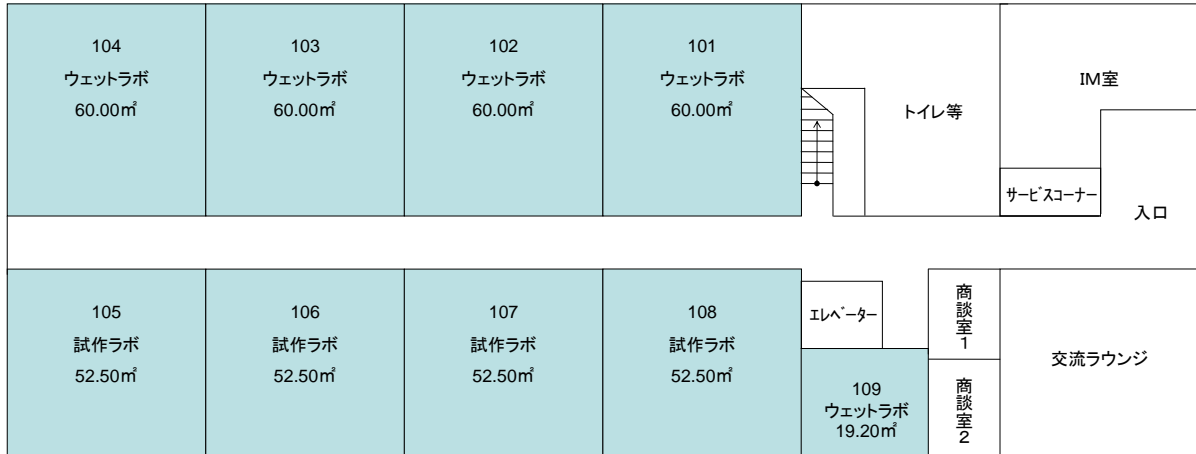 104
ウェットラボ
60.00㎡
103
ウェットラボ
60.00㎡
102
ウェットラボ
60.00㎡
101
ウェットラボ
60.00㎡
トイレ等
IM室
サービスコーナー
入口
105
試作ラボ
52.50㎡
106
試作ラボ
52.50㎡
107
試作ラボ
52.50㎡
108
試作ラボ
52.50㎡
エレベーター
109
ウェットラボ
19.20㎡
商談室1
商談室2
交流ラウンジ